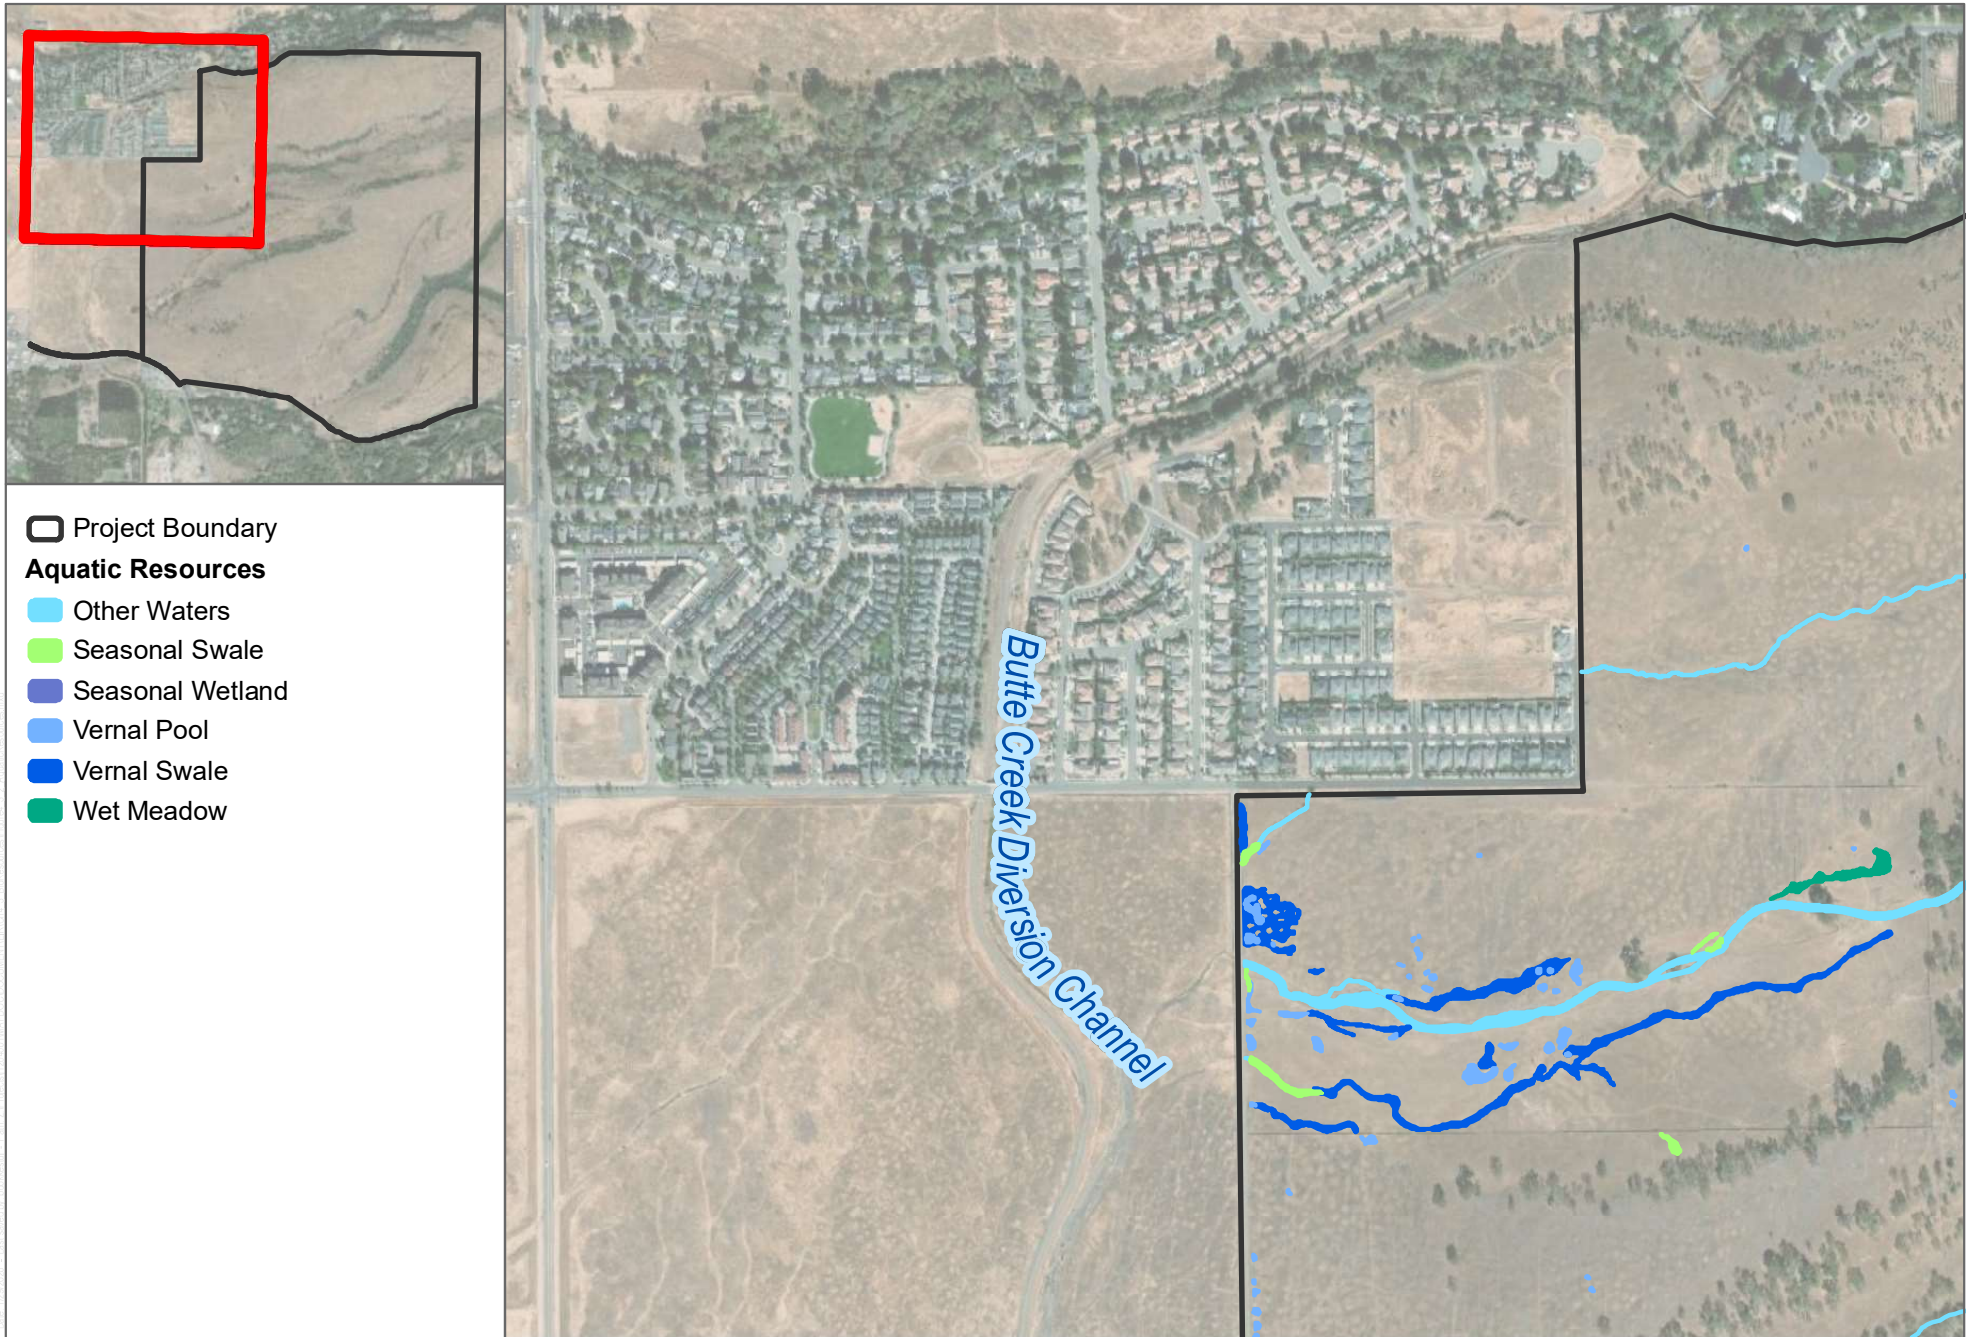 Project Boundary
Aquatic Resources
Other Waters
Seasonal Swale
Seasonal Wetland
Vernal Pool
Vernal Swale
Wet Meadow
Butte Creek Diversion Channel